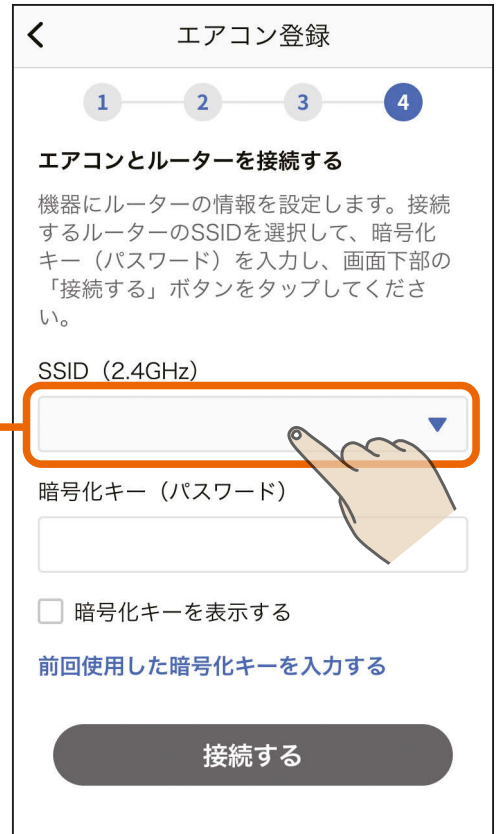 エアコン登録
1 2 3 4
エアコンとルーターを接続する
機器にルーターの情報を設定します。接続
するルーターのSSIDを選択して、暗号化
キー（パスワード）を入力し、画面下部の
「接続する」ボタンをタップしてくださ
い。
SSID（2.4GHz）
暗号化キー（パスワード）
暗号化キーを表示する
前回使用した暗号化キーを入力する
接続する